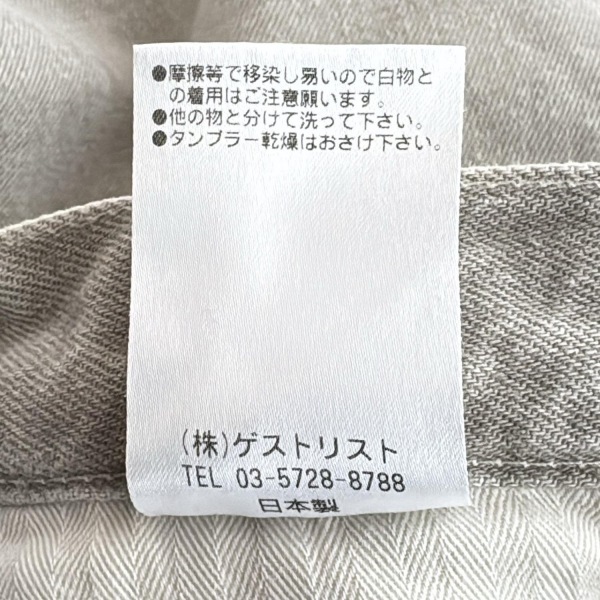 ●摩擦等で移染し易いので白物と
の着用はご注意願います。
●他の物と分けて洗って下さい。
●タンブラー乾燥はおさけ下さい。
(株)ゲストリスト
TEL 03-5728-8788
日本製